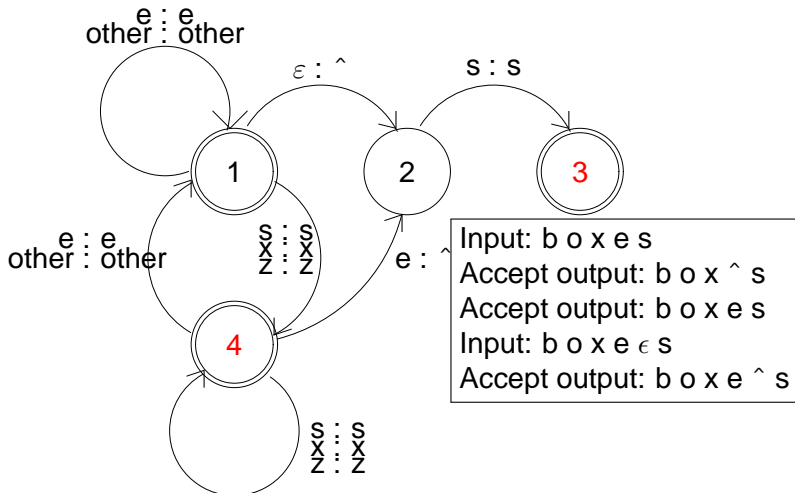 e : e
other : other
ε : ˆ
s : s
1
2
3
e : e
other : other
s : s
x : x
z : z
e : ˆ
4
s : s
x : x
z : z
Input: b o x e s
Accept output: b o x ˆ s
Accept output: b o x e s
Input: b o x e ϵ s
Accept output: b o x e ˆ s